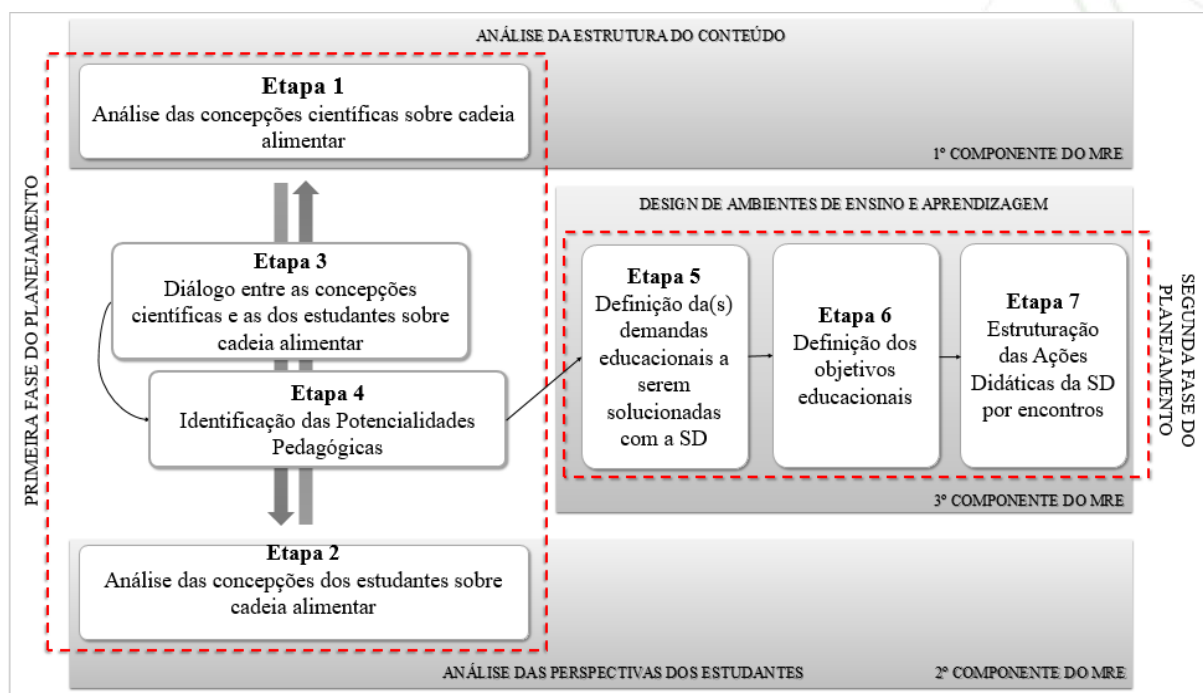 ANÁLISE DA ESTRUTURA DO CONTEÚDO
Etapa 1
Análise das concepções científicas sobre cadeia
alimentar
1º COMPONENTE DO MRE
PRIMEIRA FASE DO PLANEJAMENTO
Etapa 3
Diálogo entre as concepções
científicas e as dos estudantes sobre
cadeia alimentar
Etapa 4
Identificação das Potencialidades
Pedagógicas
DESIGN DE AMBIENTES DE ENSINO E APRENDIZAGEM
Etapa 5
Definição da(s)
demandas
educacionais a
serem
solucionadas
com a SD
Etapa 6
Definição dos
objetivos
educacionais
Etapa 7
Estruturação
das Ações
Didáticas da SD
por encontros
SEGUNDA FASE DO
PLANEJAMENTO
3º COMPONENTE DO MRE
Etapa 2
Análise das concepções dos estudantes sobre
cadeia alimentar
ANÁLISE DAS PERSPECTIVAS DOS ESTUDANTES
2º COMPONENTE DO MRE